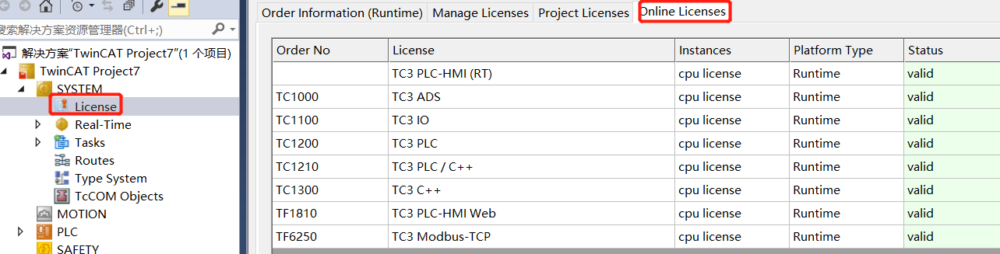 搜索解决方案资源管理器(Ctrl+;)
解决方案"TwinCAT Project7"(1 个项目)
TwinCAT Project7
SYSTEM
License
Real-Time
Tasks
Routes
Type System
TcCOM Objects
MOTION
PLC
SAFETY
Order Information (Runtime) Manage Licenses Project Licenses Online Licenses
Order No License Instances Platform Type Status
TC3 PLC-HMI (RT) cpu license Runtime valid
TC1000 TC3 ADS cpu license Runtime valid
TC1100 TC3 IO cpu license Runtime valid
TC1200 TC3 PLC cpu license Runtime valid
TC1210 TC3 PLC / C++ cpu license Runtime valid
TC1300 TC3 C++ cpu license Runtime valid
TF1810 TC3 PLC-HMI Web cpu license Runtime valid
TF6250 TC3 Modbus-TCP cpu license Runtime valid